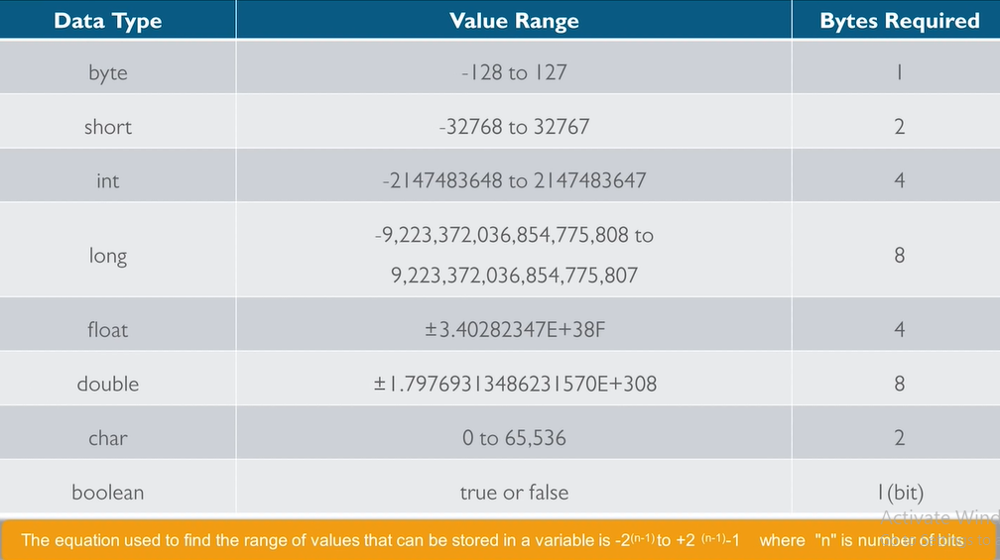 Data Type Value Range Bytes Required
byte -128 to 127 1
short -32768 to 32767 2
int -2147483648 to 2147483647 4
-9,223,372,036,854,775,808 to
long 8
9,223,372,036,854,775,807
float ±3.40282347E+38F 4
double ±1.79769313486231570E+308 8
char 0 to 65,536 2
boolean true or false 1(bit)
Activate Wind
The equation used to find the range of values that can be stored in a variable is -2(n-1) to +2 (n-1)-1 where "n" is number of bits